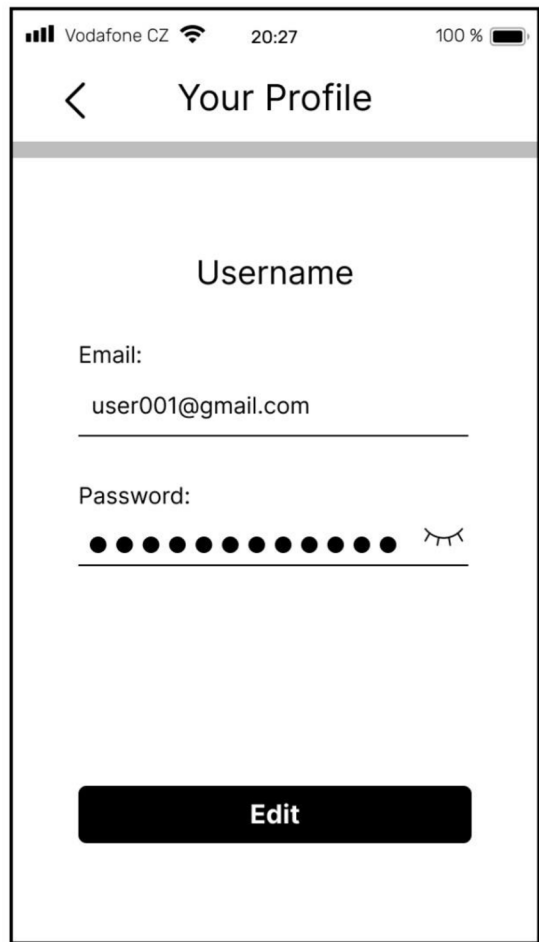 Vodafone CZ 20:27 100 %
Your Profile
Username
Email:
user001@gmail.com
Password:
●●●●●●●●●●●●
Edit